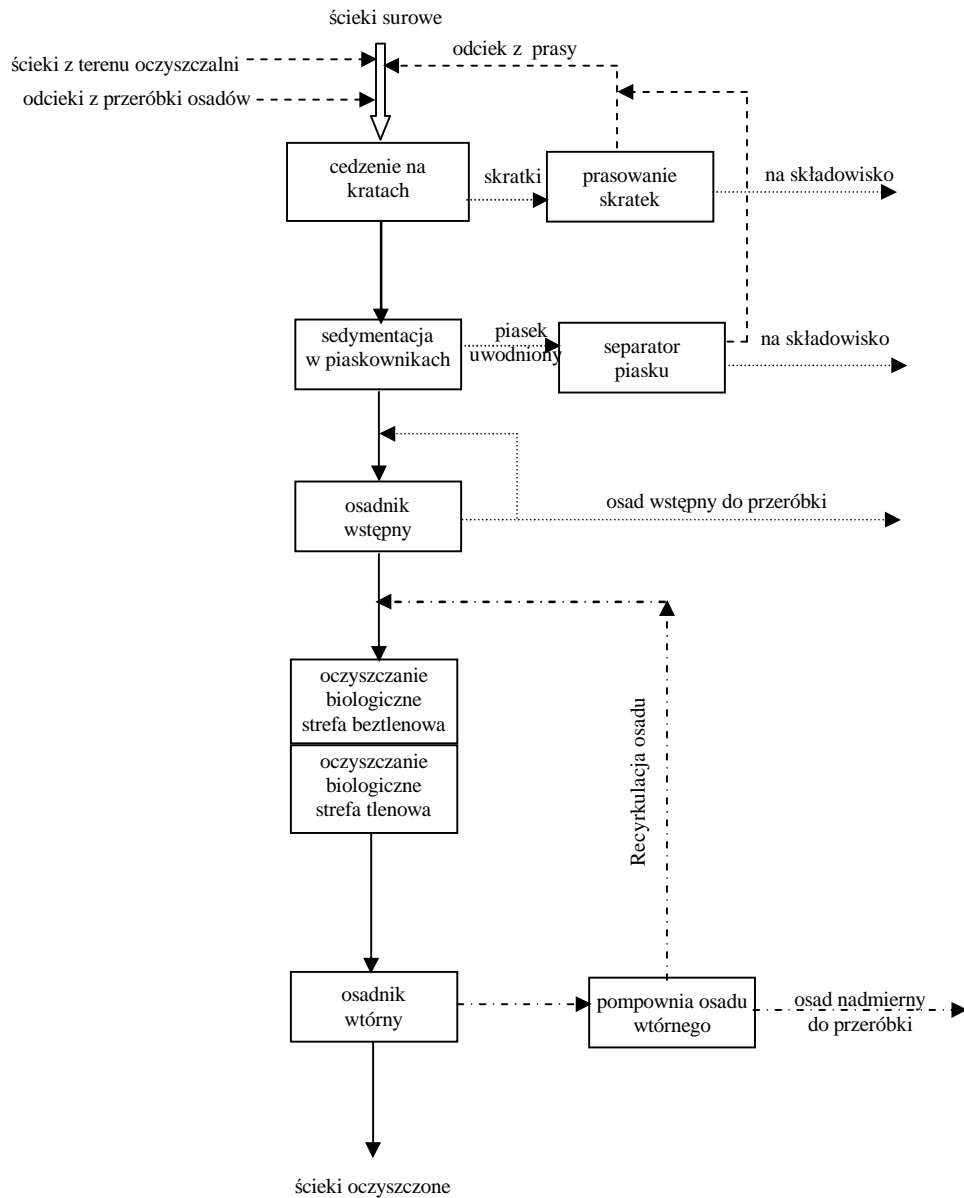 ścieki surowe
odciek z prasy
ścieki z terenu oczyszczalni
odcieki z przeróbki osadów
cedzenie na
kratach
skratki
prasowanie
skratek
na składowisko
sedymentacja
w piaskownikach
piasek
uwodniony
separator
piasku
na składowisko
osadnik
wstępny
osad wstępny do przeróbki
oczyszczanie
biologiczne
strefa beztlenowa
oczyszczanie
biologiczne
strefa tlenowa
Recyrkulacja osadu
osadnik
wtórny
pompownia osadu
wtórnego
osad nadmierny
do przeróbki
ścieki oczyszczone